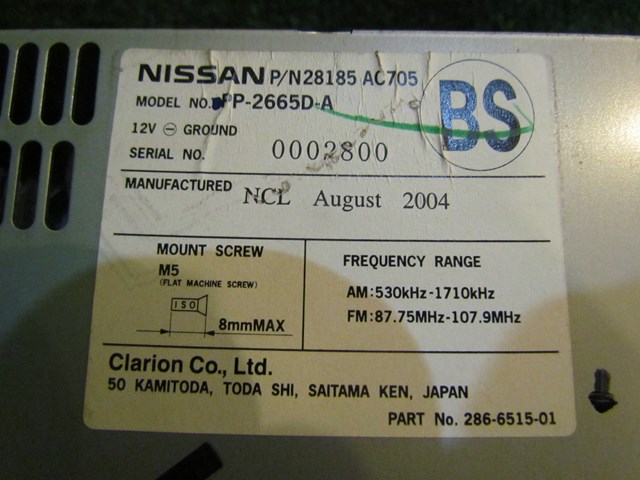 NISSAN P/N28185 AC705
MODEL NO. PP-2665D-A
12V ⊖ GROUND
BS
SERIAL NO. 0002800
MANUFACTURED NCL August 2004
MOUNT SCREW
M5
(FLAT MACHINE SCREW)
ISO
8mmMAX
FREQUENCY RANGE
AM:530kHz-1710kHz
FM:87.75MHz-107.9MHz
Clarion Co., Ltd.
50 KAMITODA, TODA SHI, SAITAMA KEN, JAPAN
PART No. 286-6515-01